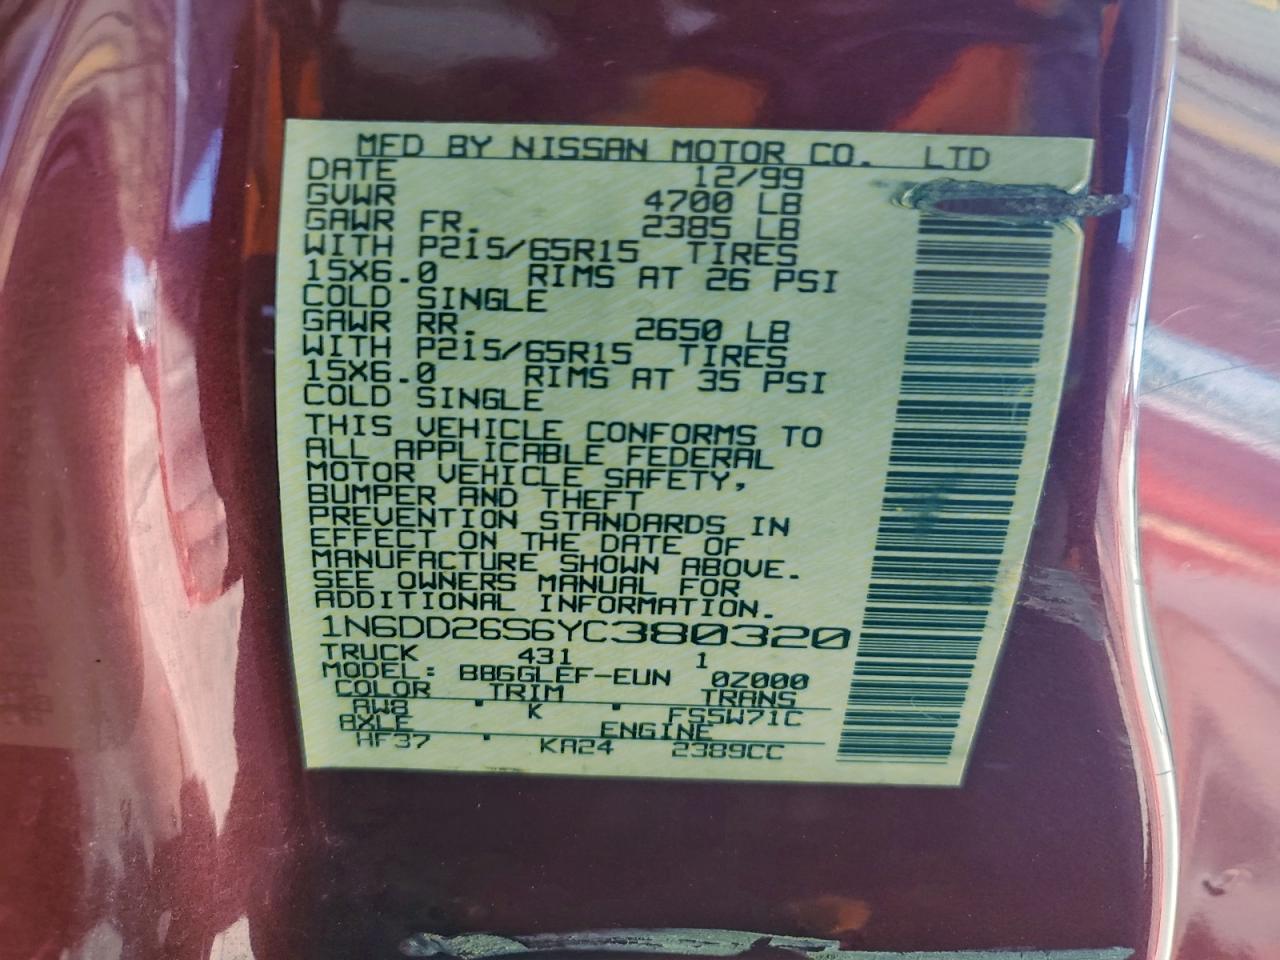 MFD BY NISSAN MOTOR CO. LTD
DATE 12/99
GVWR 4700 LB
GAWR FR. 2385 LB
WITH P215/65R15 TIRES
15X6.0 RIMS AT 26 PSI
COLD SINGLE
GAWR RR. 2650 LB
WITH P215/65R15 TIRES
15X6.0 RIMS AT 35 PSI
COLD SINGLE
THIS VEHICLE CONFORMS TO
ALL APPLICABLE FEDERAL
MOTOR VEHICLE SAFETY,
BUMPER AND THEFT
PREVENTION STANDARDS IN
EFFECT ON THE DATE OF
MANUFACTURE SHOWN ABOVE.
SEE OWNERS MANUAL FOR
ADDITIONAL INFORMATION.
1N6DD26S6YC380320
TRUCK 431 1
MODEL: BBGGLEF-EUN 0Z000
COLOR TRIM TRANS
AW8 K FS5W71C
AXLE ENGINE
HF37 KA24 2389CC